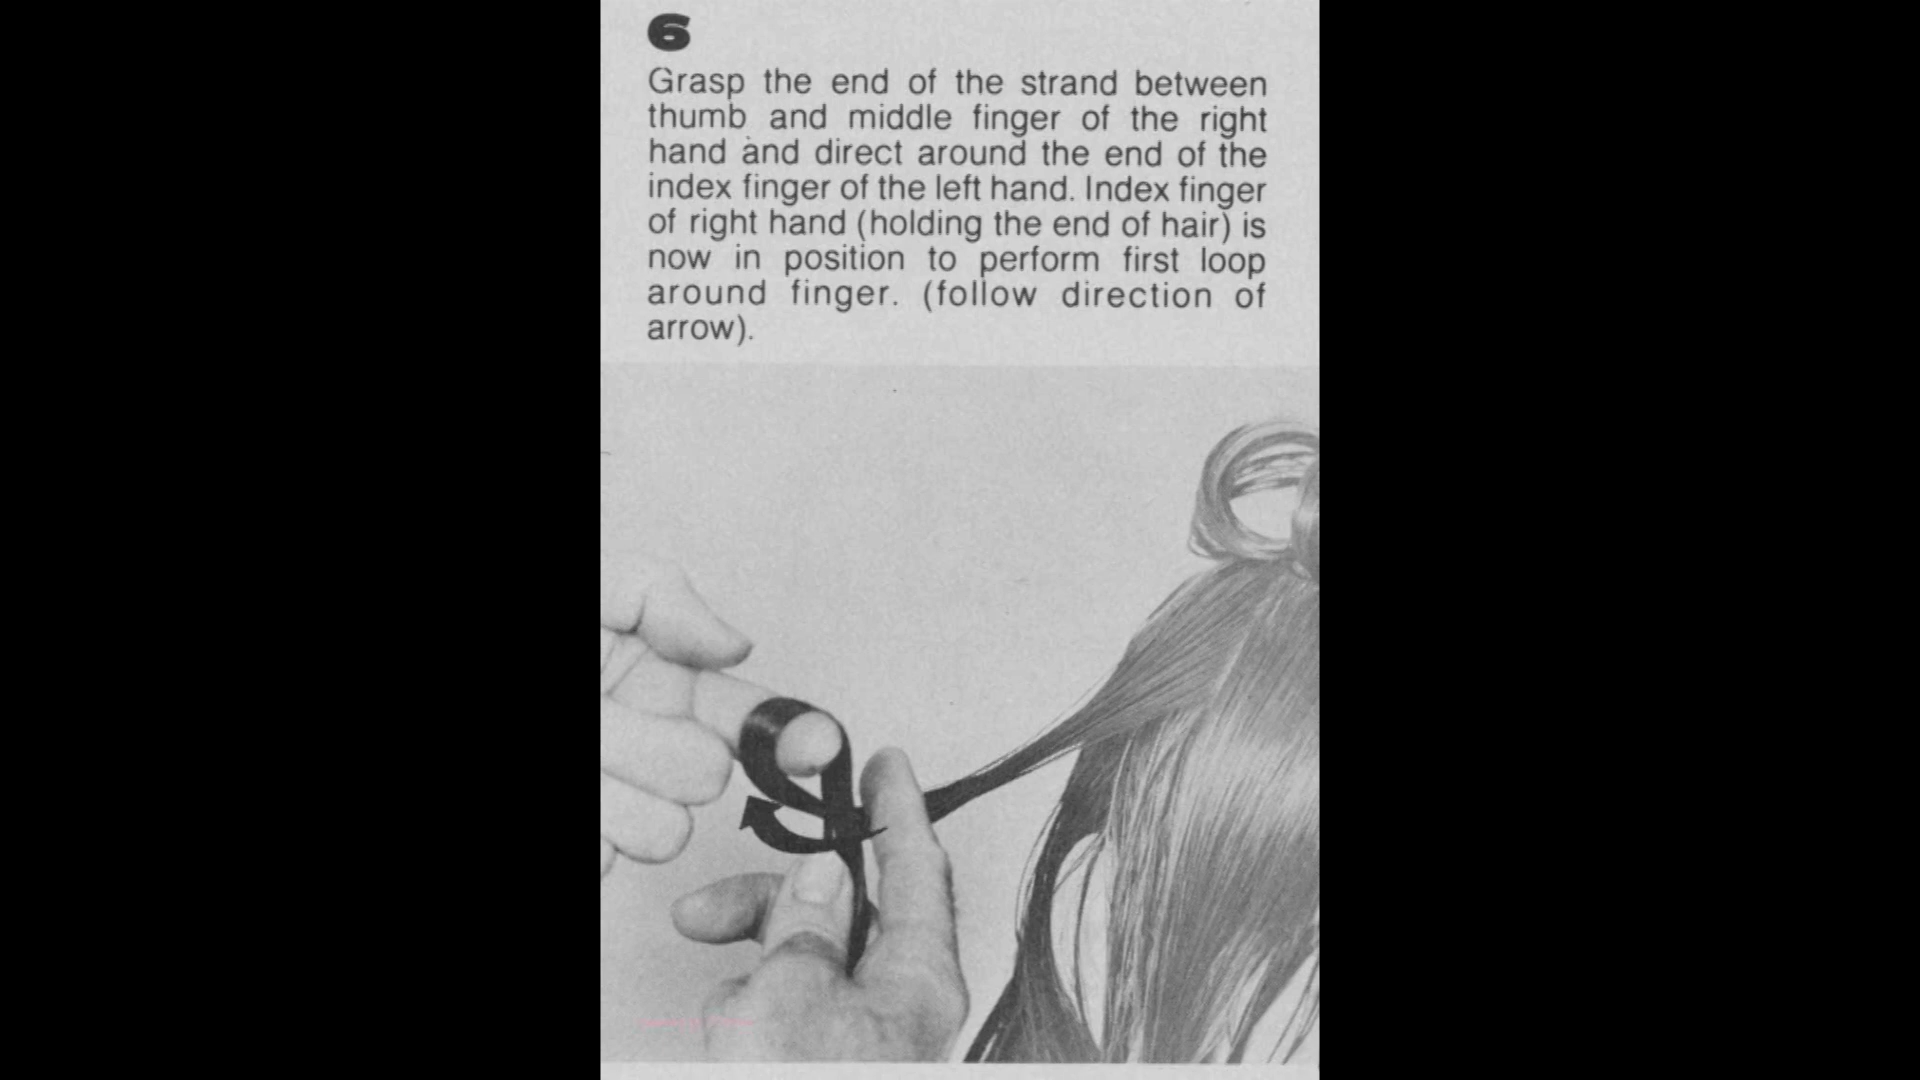 6
Grasp the end of the strand between
thumb and middle finger of the right
hand and direct around the end of the
index finger of the left hand. Index finger
of right hand (holding the end of hair) is
now in position to perform first loop
around finger. (follow direction of
arrow).